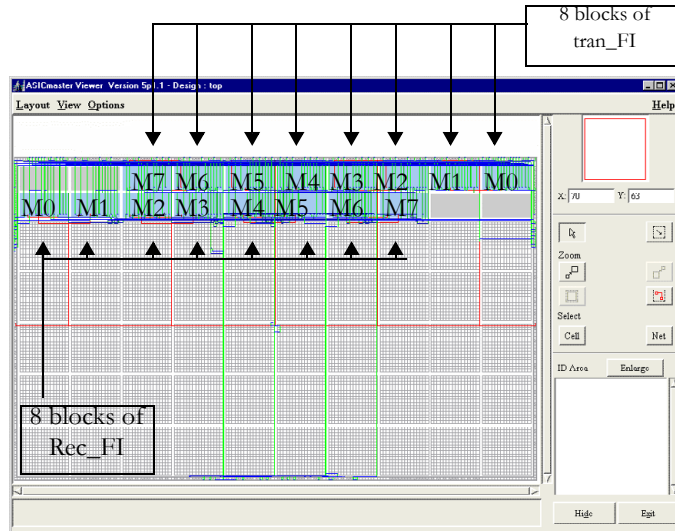 8 blocks of
tran_FI
ASICmaster Viewer Version 5p1.1 - Design : top
Layout View Options Help
M7 M6 M5 M4 M3 M2 M1 M0
M0 M1 M2 M3 M4 M5 M6 M7
8 blocks of
Rec_FI
X: 70 Y: 63
Zoom
Select
Cell Net
ID Area Enlarge
Hide Exit